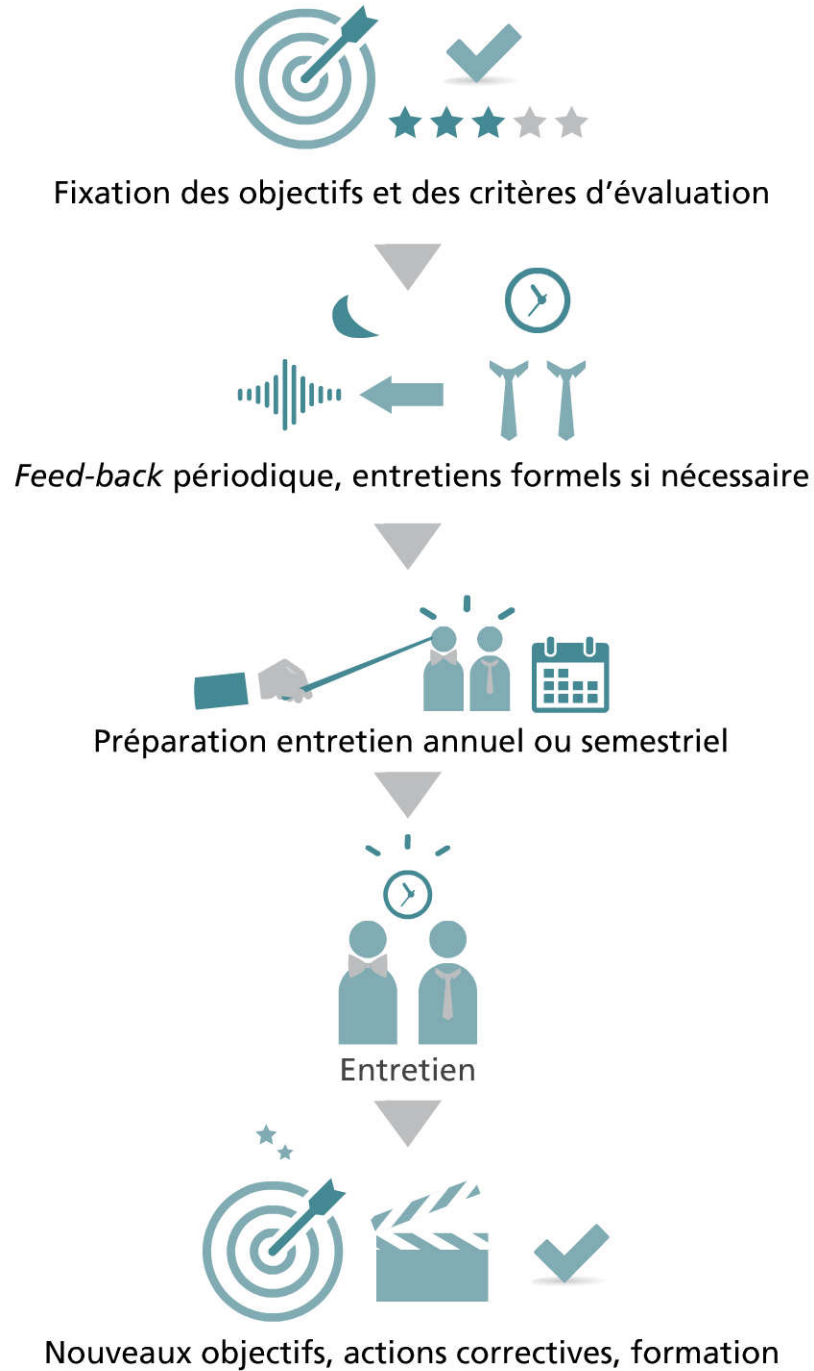 Fixation des objectifs et des critères d’évaluation
Feed-back périodique, entretiens formels si nécessaire
Préparation entretien annuel ou semestriel
Entretien
Nouveaux objectifs, actions correctives, formation